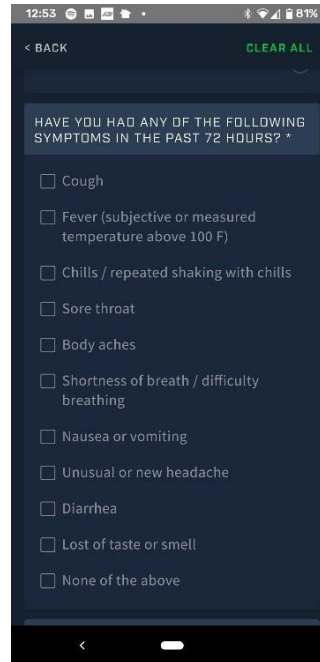 12:53 81%
< BACK CLEAR ALL
HAVE YOU HAD ANY OF THE FOLLOWING
SYMPTOMS IN THE PAST 72 HOURS? *
Cough
Fever (subjective or measured
temperature above 100 F)
Chills / repeated shaking with chills
Sore throat
Body aches
Shortness of breath / difficulty
breathing
Nausea or vomiting
Unusual or new headache
Diarrhea
Lost of taste or smell
None of the above